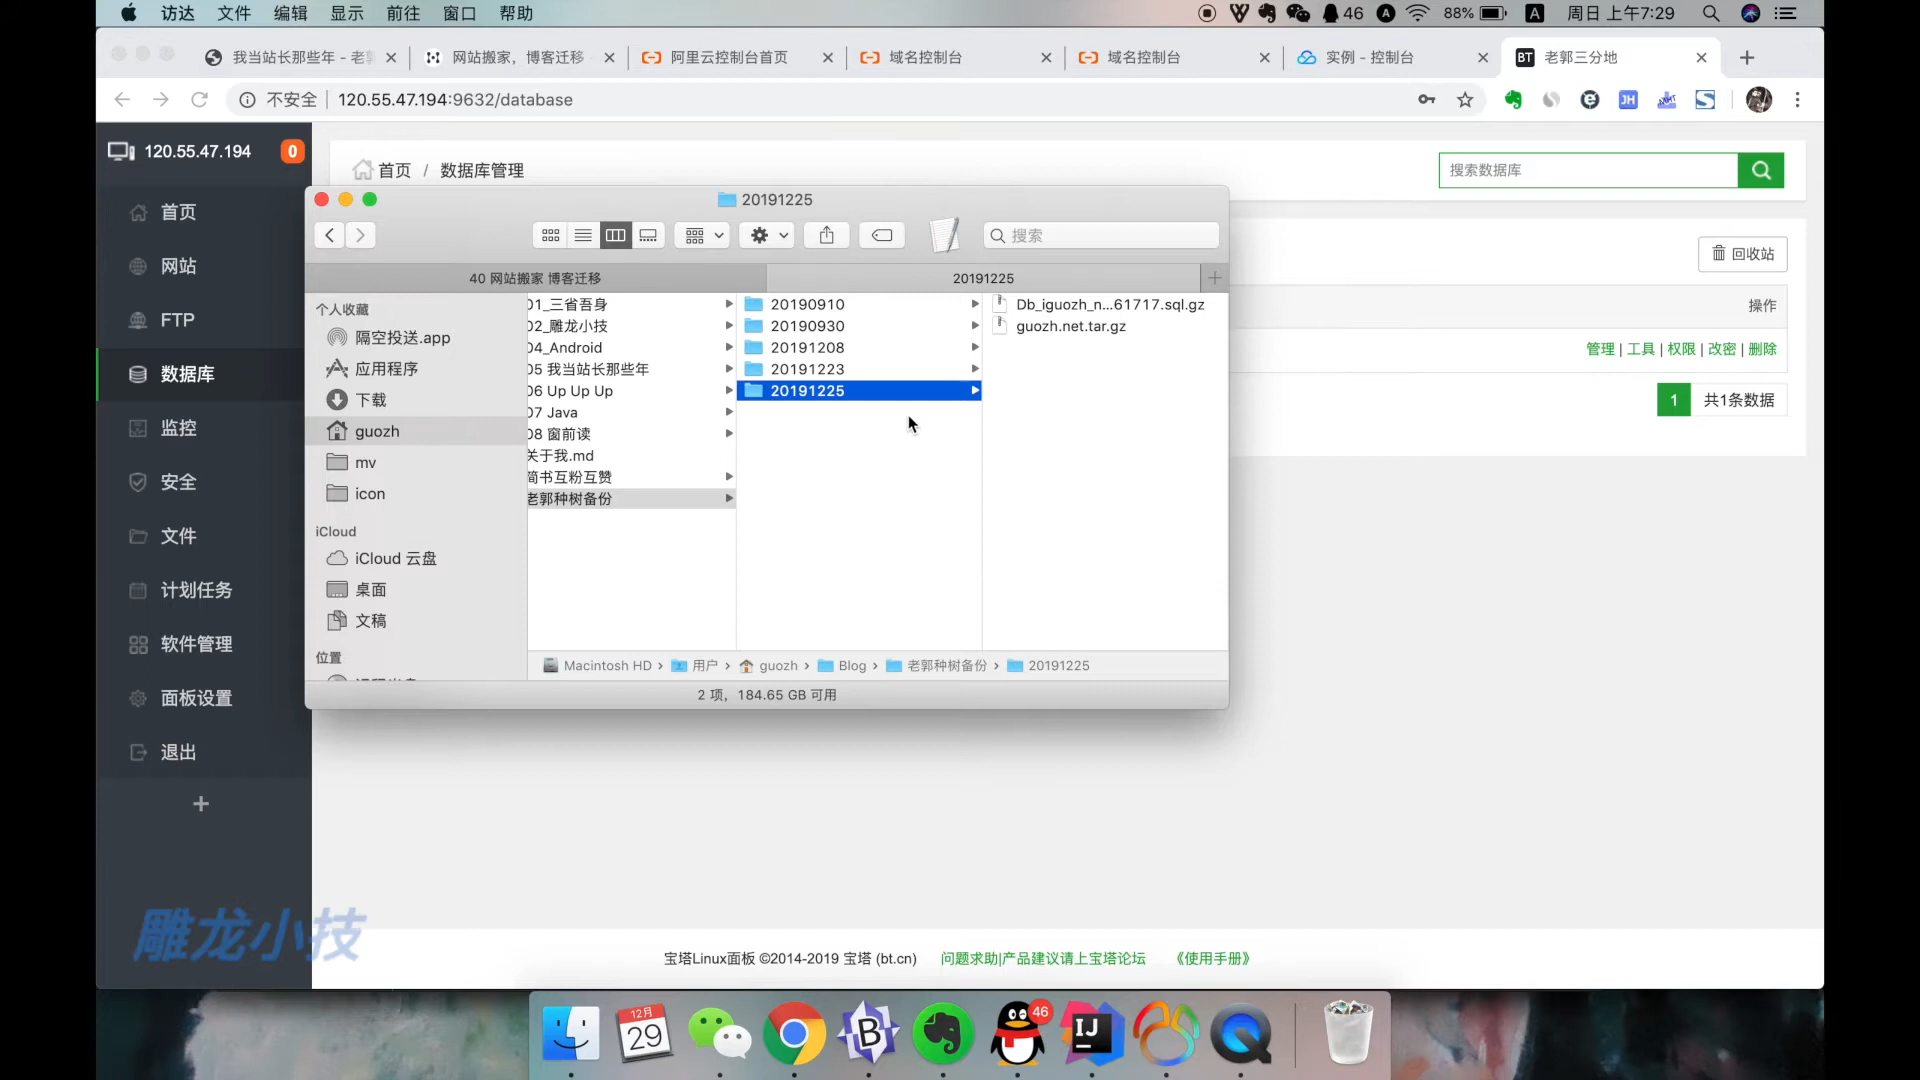 访达 文件 编辑 显示 前往 窗口 帮助 46 88% 周日 上午7:29
我当站长那些年 - 老郭 网站搬家，博客迁移 阿里云控制台首页 域名控制台 域名控制台 实例 - 控制台 BT 老郭三分地
不安全 120.55.47.194:9632/database
120.55.47.194 0
首页
网站
FTP
数据库
监控
安全
文件
计划任务
软件管理
面板设置
退出
首页 / 数据库管理
搜索数据库
回收站
操作
管理 | 工具 | 权限 | 改密 | 删除
1 共1条数据
20191225
搜索
40 网站搬家 博客迁移 20191225
个人收藏
隔空投送.app
应用程序
下载
guozh
mv
icon
iCloud
iCloud 云盘
桌面
文稿
位置
01_三省吾身
02_雕龙小技
04_Android
05 我当站长那些年
06 Up Up Up
07 Java
08 窗前读
关于我.md
简书互粉互赞
老郭种树备份
20190910
20190930
20191208
20191223
20191225
Db_iguozh_n...61717.sql.gz
guozh.net.tar.gz
Macintosh HD › 用户 › guozh › Blog › 老郭种树备份 › 20191225
2 项，184.65 GB 可用
雕龙小技
宝塔Linux面板 ©2014-2019 宝塔 (bt.cn) 问题求助|产品建议请上宝塔论坛 《使用手册》
12月
29
46
IJ